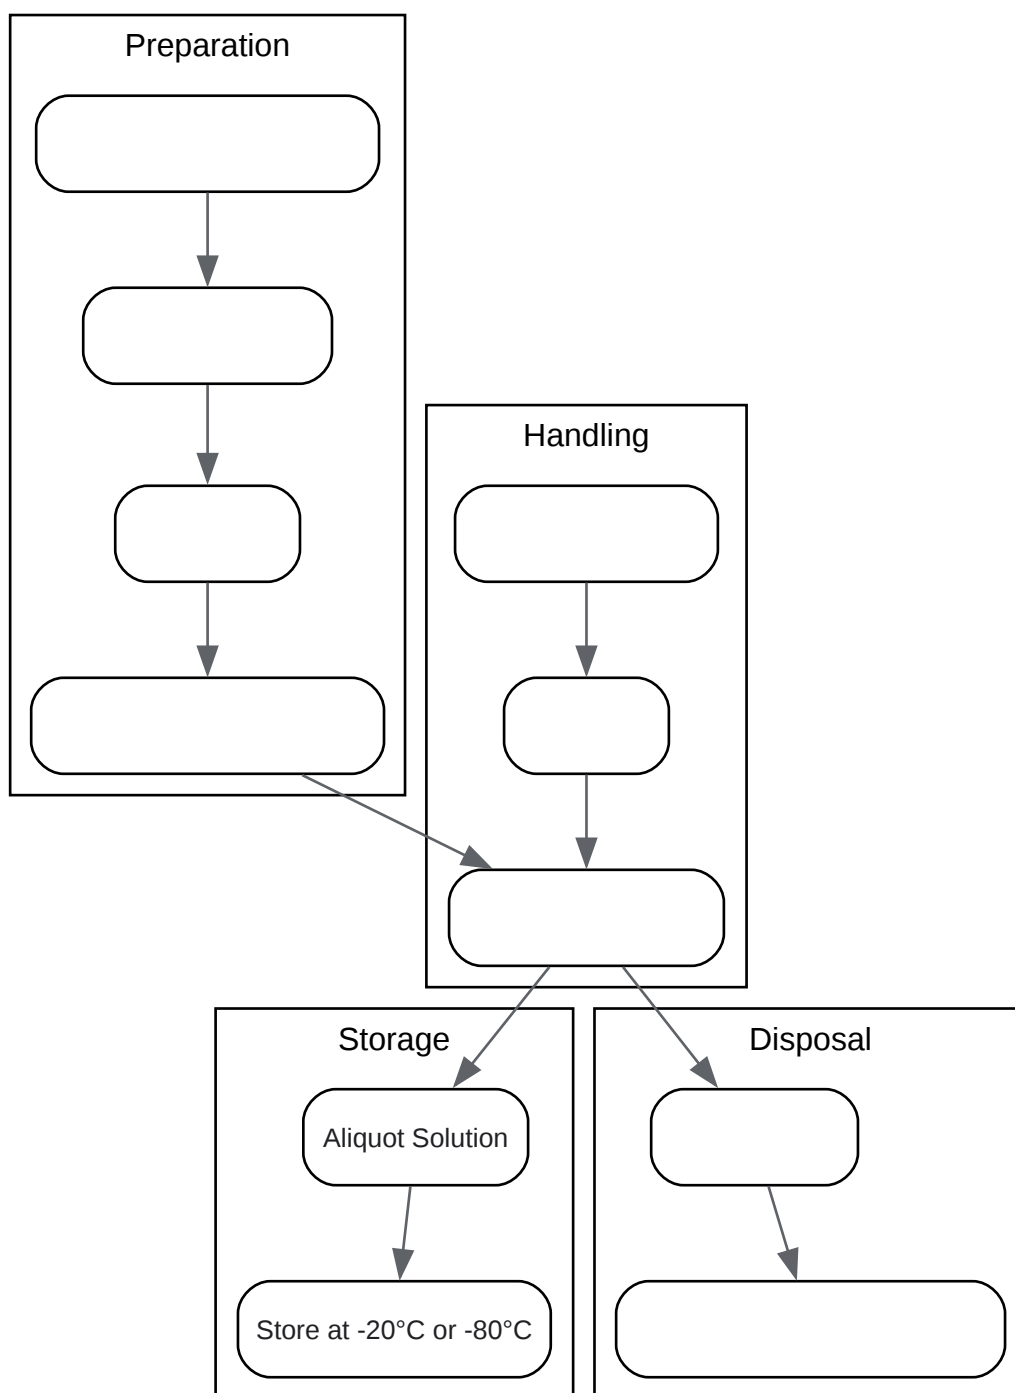 Preparation
Handling
Storage
Disposal
Aliquot Solution
Store at -20°C or -80°C